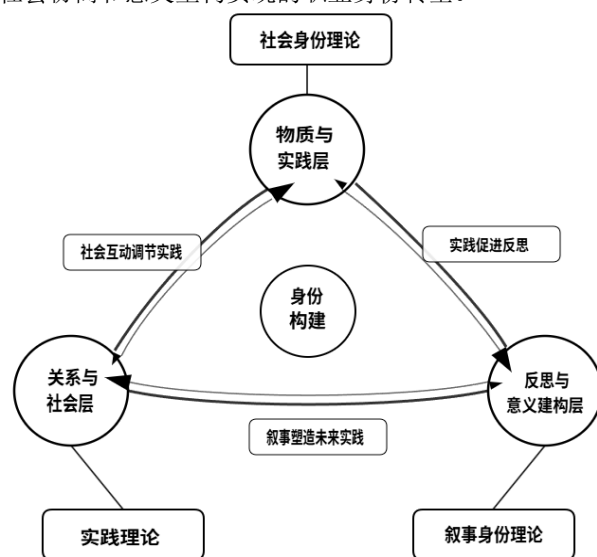 社会身份理论
物质与
实践层
社会互动调节实践
实践促进反思
身份
构建
关系与
社会层
反思与
意义建构层
叙事塑造未来实践
实践理论
叙事身份理论